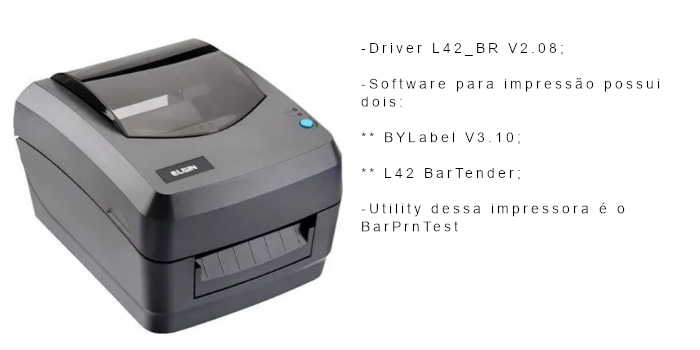 ELGIN
-Driver L42_BR V2.08;
-Software para impressão possui
dois:
** BYLabel V3.10;
** L42 BarTender;
-Utility dessa impressora é o
BarPrnTest